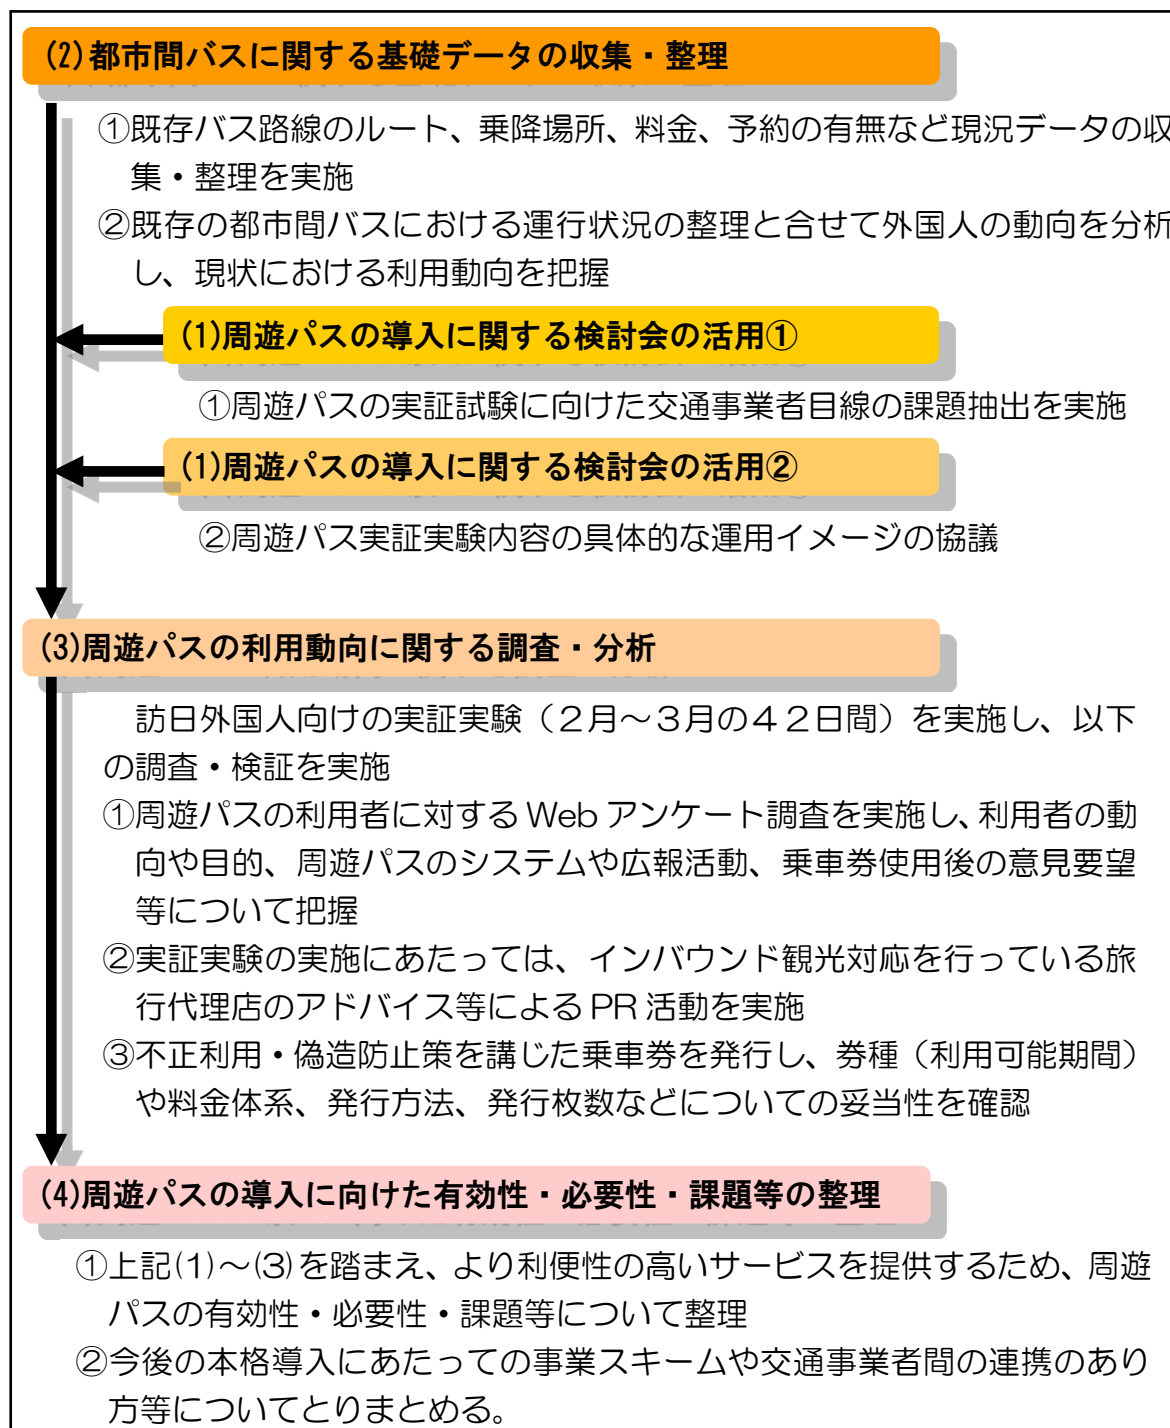 (2)都市間バスに関する基礎データの収集・整理
①既存バス路線のルート、乗降場所、料金、予約の有無など現況データの収
集・整理を実施
②既存の都市間バスにおける運行状況の整理と合せて外国人の動向を分析
し、現状における利用動向を把握
(1)周遊パスの導入に関する検討会の活用①
①周遊パスの実証試験に向けた交通事業者目線の課題抽出を実施
(1)周遊パスの導入に関する検討会の活用②
②周遊パス実証実験内容の具体的な運用イメージの協議
(3)周遊パスの利用動向に関する調査・分析
訪日外国人向けの実証実験（２月～３月の４２日間）を実施し、以下
の調査・検証を実施
①周遊パスの利用者に対する Web アンケート調査を実施し、利用者の動
向や目的、周遊パスのシステムや広報活動、乗車券使用後の意見要望
等について把握
②実証実験の実施にあたっては、インバウンド観光対応を行っている旅
行代理店のアドバイス等による PR 活動を実施
③不正利用・偽造防止策を講じた乗車券を発行し、券種（利用可能期間）
や料金体系、発行方法、発行枚数などについての妥当性を確認
(4)周遊パスの導入に向けた有効性・必要性・課題等の整理
①上記(1)～(3)を踏まえ、より利便性の高いサービスを提供するため、周遊
パスの有効性・必要性・課題等について整理
②今後の本格導入にあたっての事業スキームや交通事業者間の連携のあり
方等についてとりまとめる。